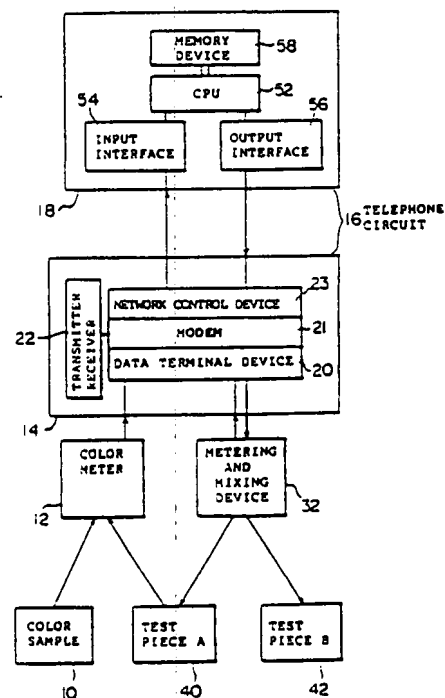 MEMORY
DEVICE
58
CPU
52
54
56
INPUT
INTERFACE
OUTPUT
INTERFACE
18
16 TELEPHONE
CIRCUIT
23
NETWORK CONTROL DEVICE
22
TRANSMITTER
RECEIVER
MODEM
21
DATA TERMINAL DEVICE
20
14
COLOR
METER
METERING
AND
MIXING
DEVICE
12
32
COLOR
SAMPLE
TEST
PIECE A
TEST
PIECE B
10
40
42